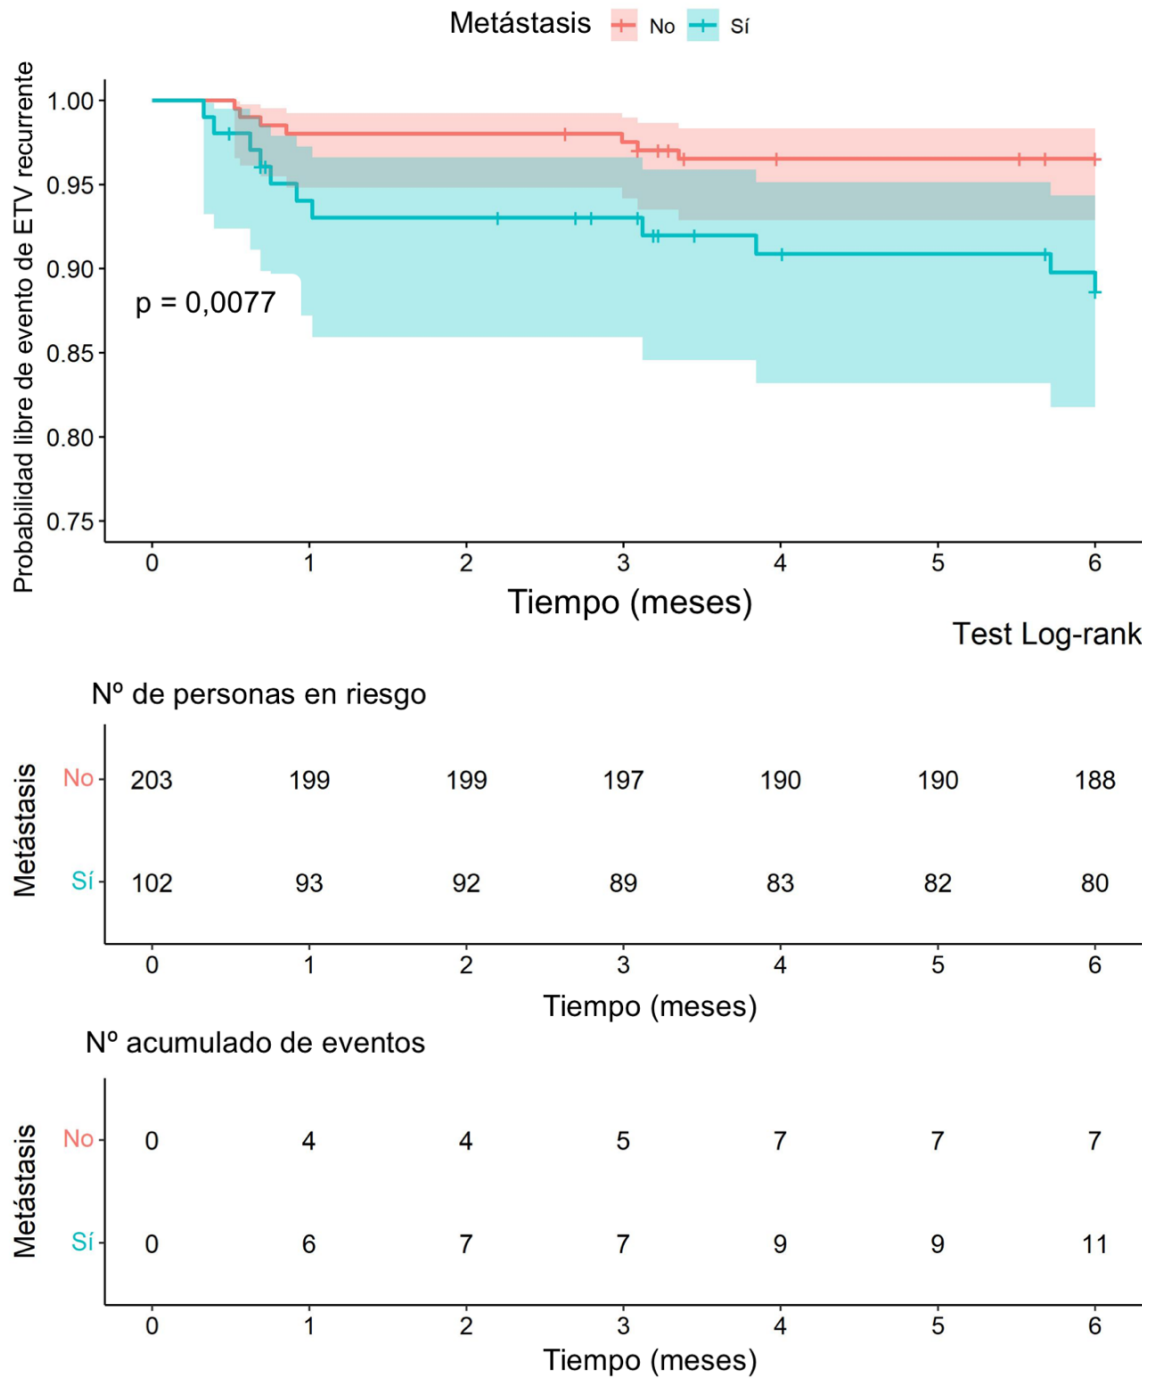 Metástasis No Sí
Probabilidad libre de evento de ETV recurrente
1.00
0.95
0.90
0.85
0.80
0.75
p = 0,0077
0 1 2 3 4 5 6
Tiempo (meses)
Test Log-rank
Nº de personas en riesgo
Metástasis
No 203 199 199 197 190 190 188
Sí 102 93 92 89 83 82 80
0 1 2 3 4 5 6
Tiempo (meses)
Nº acumulado de eventos
Metástasis
No 0 4 4 5 7 7 7
Sí 0 6 7 7 9 9 11
0 1 2 3 4 5 6
Tiempo (meses)